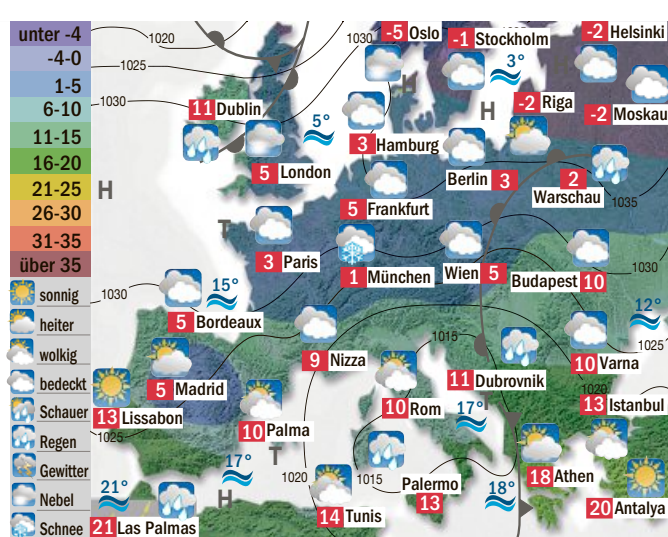 unter -4
-4-0
1-5
6-10
11-15
16-20
21-25
26-30
31-35
über 35
sonnig
heiter
wolkig
bedeckt
Schauer
Regen
Gewitter
Nebel
Schnee
1020
1025
1030
1030
-5 Oslo
-1 Stockholm
-2 Helsinki
3°
H
-2 Riga
-2 Moskau
11 Dublin
5°
H
3 Hamburg
5 London
Berlin 3
2
Warschau
1035
H
5 Frankfurt
T
3 Paris
1 München
Wien 5
Budapest 10
1030
1030
15°
5 Bordeaux
12°
1025
1015
9 Nizza
10 Varna
11 Dubrovnik
5 Madrid
10 Rom
1020
13 Istanbul
13 Lissabon
17°
10 Palma
1025
T
17°
1020
1015
Palermo
13
18 Athen
21°
H
18°
20 Antalya
21 Las Palmas
14 Tunis